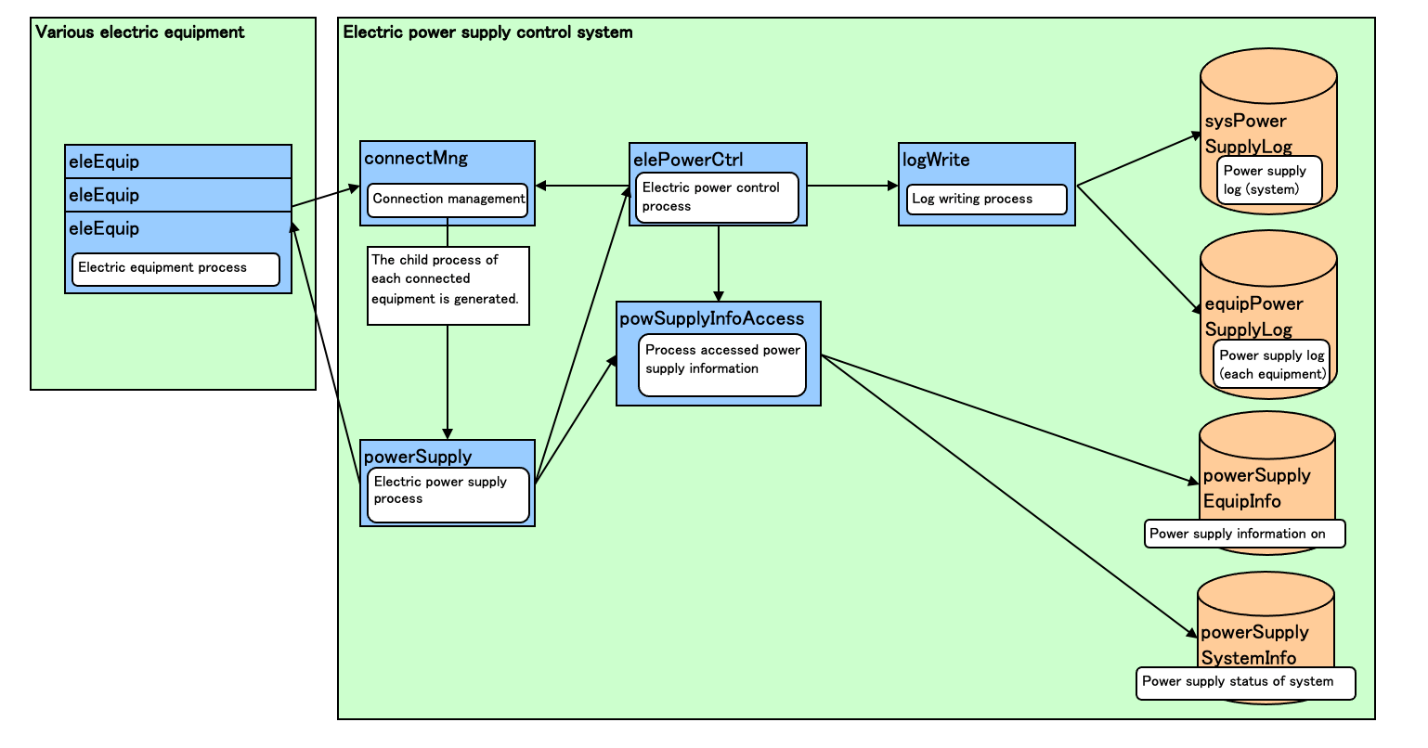 Various electric equipment
eleEquip
eleEquip
eleEquip
Electric equipment process
Electric power supply control system
connectMng
Connection management
The child process of
each connected
equipment is generated.
powerSupply
Electric power supply
process
elePowerCtrl
Electric power control
process
powSupplyInfoAccess
Process accessed power
supply information
logWrite
Log writing process
sysPower
SupplyLog
Power supply
log (system)
equipPower
SupplyLog
Power supply log
(each equipment)
powerSupply
EquipInfo
Power supply information on
powerSupply
SystemInfo
Power supply status of system